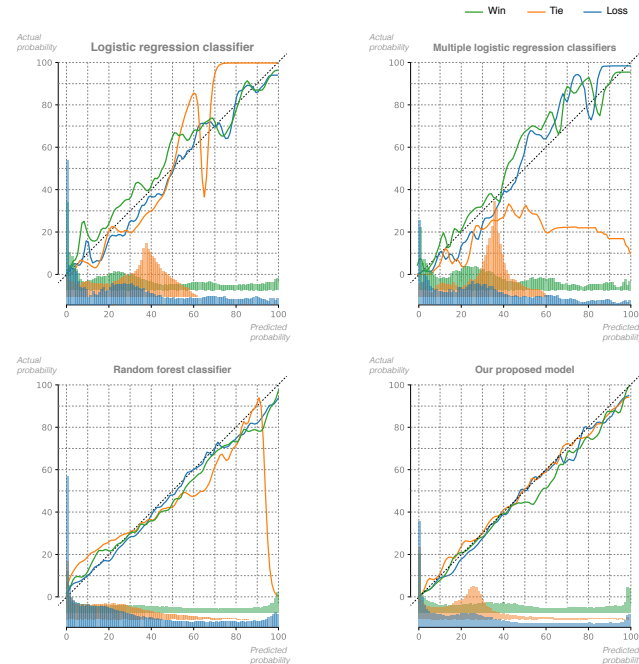 Win Tie Loss
Actual
probability
Logistic regression classifier
100
80
60
40
20
0
0 20 40 60 80 100
Predicted
probability
Actual
probability
Multiple logistic regression classifiers
100
80
60
40
20
0
0 20 40 60 80 100
Predicted
probability
Actual
probability
Random forest classifier
100
80
60
40
20
0
0 20 40 60 80 100
Predicted
probability
Actual
probability
Our proposed model
100
80
60
40
20
0
0 20 40 60 80 100
Predicted
probability